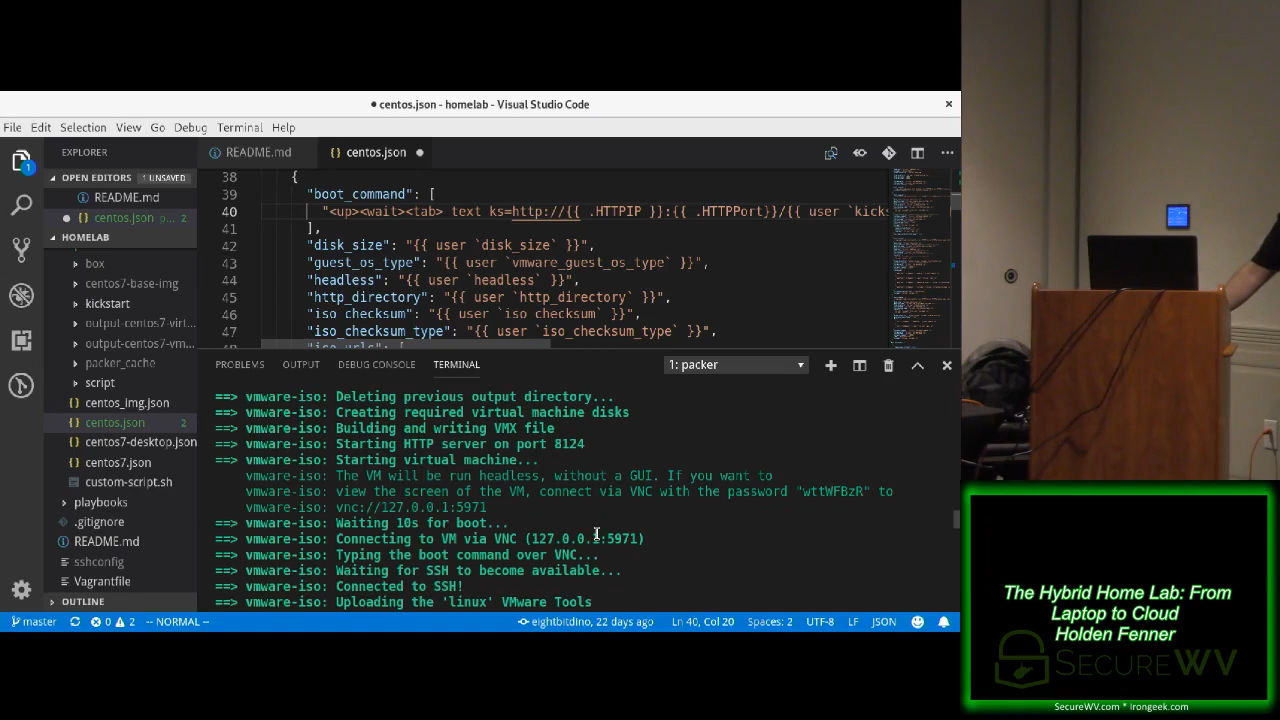 ● centos.json - homelab - Visual Studio Code
×
File Edit Selection View Go Debug Terminal Help
EXPLORER
README.md
{ } centos.json ●
OPEN EDITORS 1 UNSAVED
README.md
● { } centos.json p... 2
HOMELAB
box
centos7-base-img
kickstart
output-centos7-virt...
output-centos7-vm...
packer_cache
script
{ } centos_img.json
{ } centos.json 2
{ } centos7-desktop.json
{ } centos7.json
custom-script.sh
playbooks
.gitignore
README.md
sshconfig
Vagrantfile
OUTLINE
38 {
39 "boot_command": [
40 "<up><wait><tab> text ks=http://{{ .HTTPIP }}:{{ .HTTPPort}}/{{ user `kicks
41 ],
42 "disk_size": "{{ user `disk_size` }}",
43 "guest_os_type": "{{ user `vmware_guest_os_type` }}",
44 "headless": "{{ user `headless` }}",
45 "http_directory": "{{ user `http_directory` }}",
46 "iso_checksum": "{{ user `iso_checksum` }}",
47 "iso_checksum_type": "{{ user `iso_checksum_type` }}",
48 "iso_urls": [
PROBLEMS OUTPUT DEBUG CONSOLE TERMINAL 1: packer
==> vmware-iso: Deleting previous output directory...
==> vmware-iso: Creating required virtual machine disks
==> vmware-iso: Building and writing VMX file
==> vmware-iso: Starting HTTP server on port 8124
==> vmware-iso: Starting virtual machine...
vmware-iso: The VM will be run headless, without a GUI. If you want to
vmware-iso: view the screen of the VM, connect via VNC with the password "wttWFBzR" to
vmware-iso: vnc://127.0.0.1:5971
==> vmware-iso: Waiting 10s for boot...
==> vmware-iso: Connecting to VM via VNC (127.0.0.1:5971)
==> vmware-iso: Typing the boot command over VNC...
==> vmware-iso: Waiting for SSH to become available...
==> vmware-iso: Connected to SSH!
==> vmware-iso: Uploading the 'linux' VMware Tools
master 0 2 -- NORMAL -- eightbitdino, 22 days ago Ln 40, Col 20 Spaces: 2 UTF-8 LF JSON
The Hybrid Home Lab: From
Laptop to Cloud
Holden Fenner
SECUREWV
SecureWV.com * irongeek.com